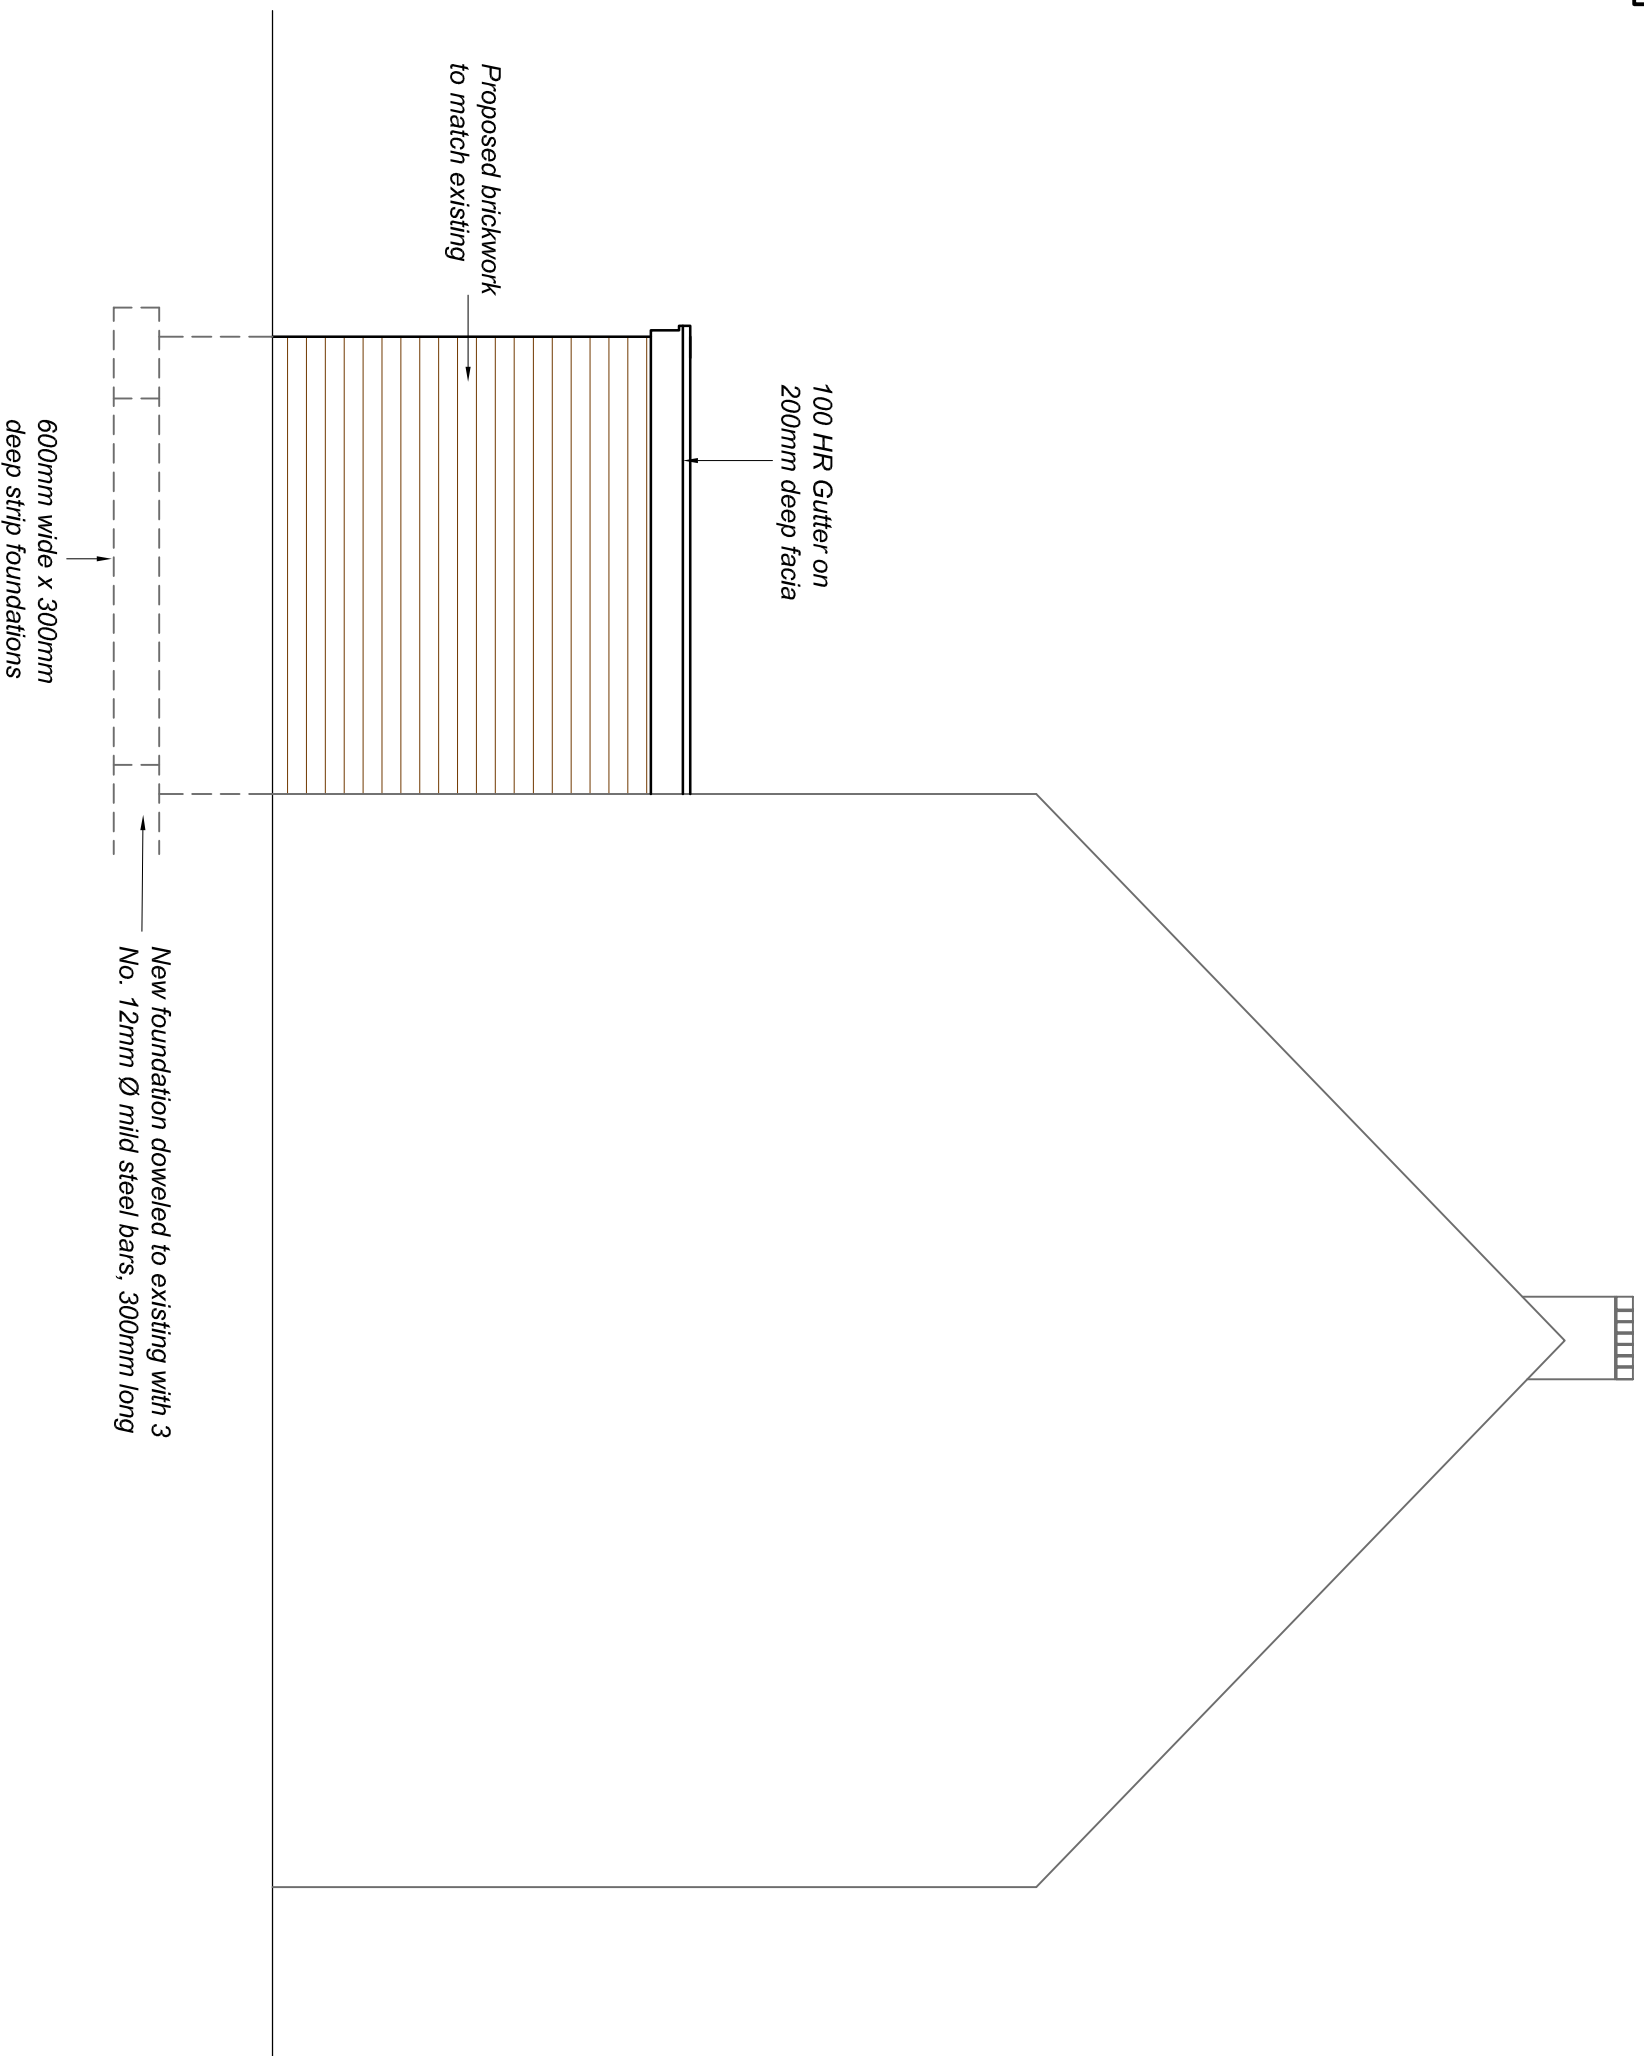 100 HR Gutter on
200mm deep facia
Proposed brickwork
to match existing
New foundation doweled to existing with 3
No. 12mm Ø mild steel bars, 300mm long
600mm wide x 300mm
deep strip foundations